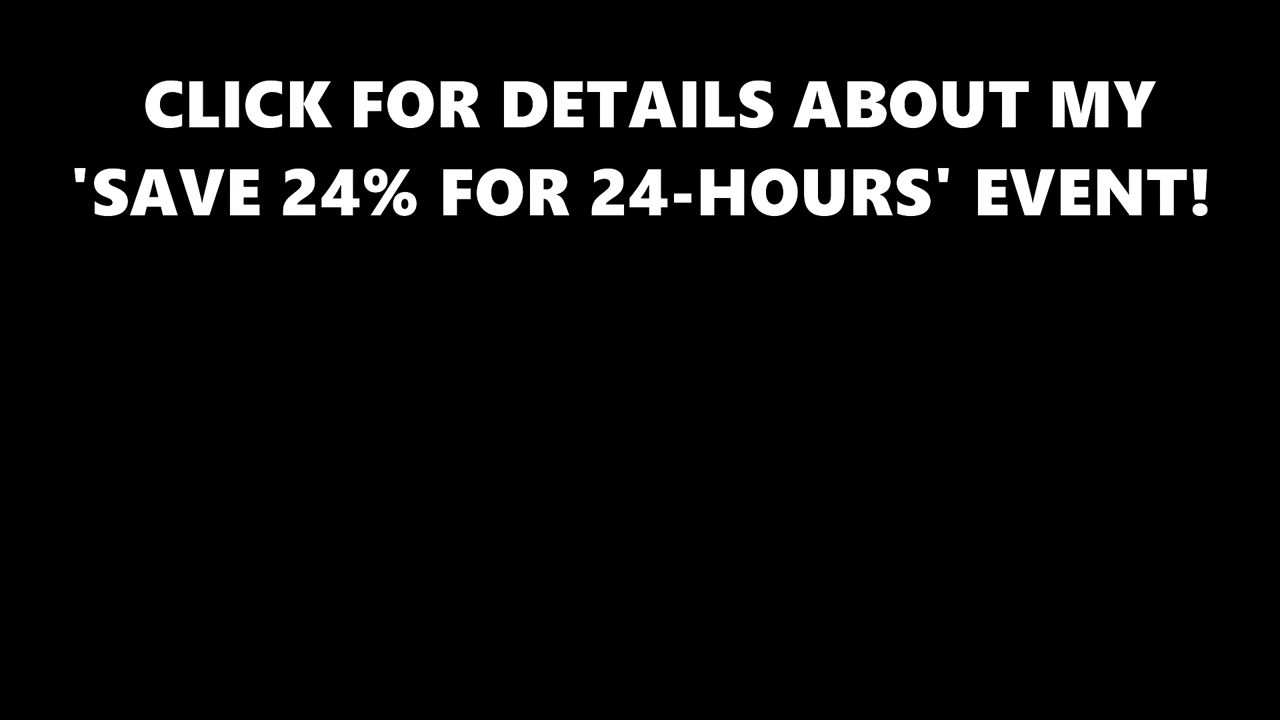 CLICK FOR DETAILS ABOUT MY
'SAVE 24% FOR 24-HOURS' EVENT!